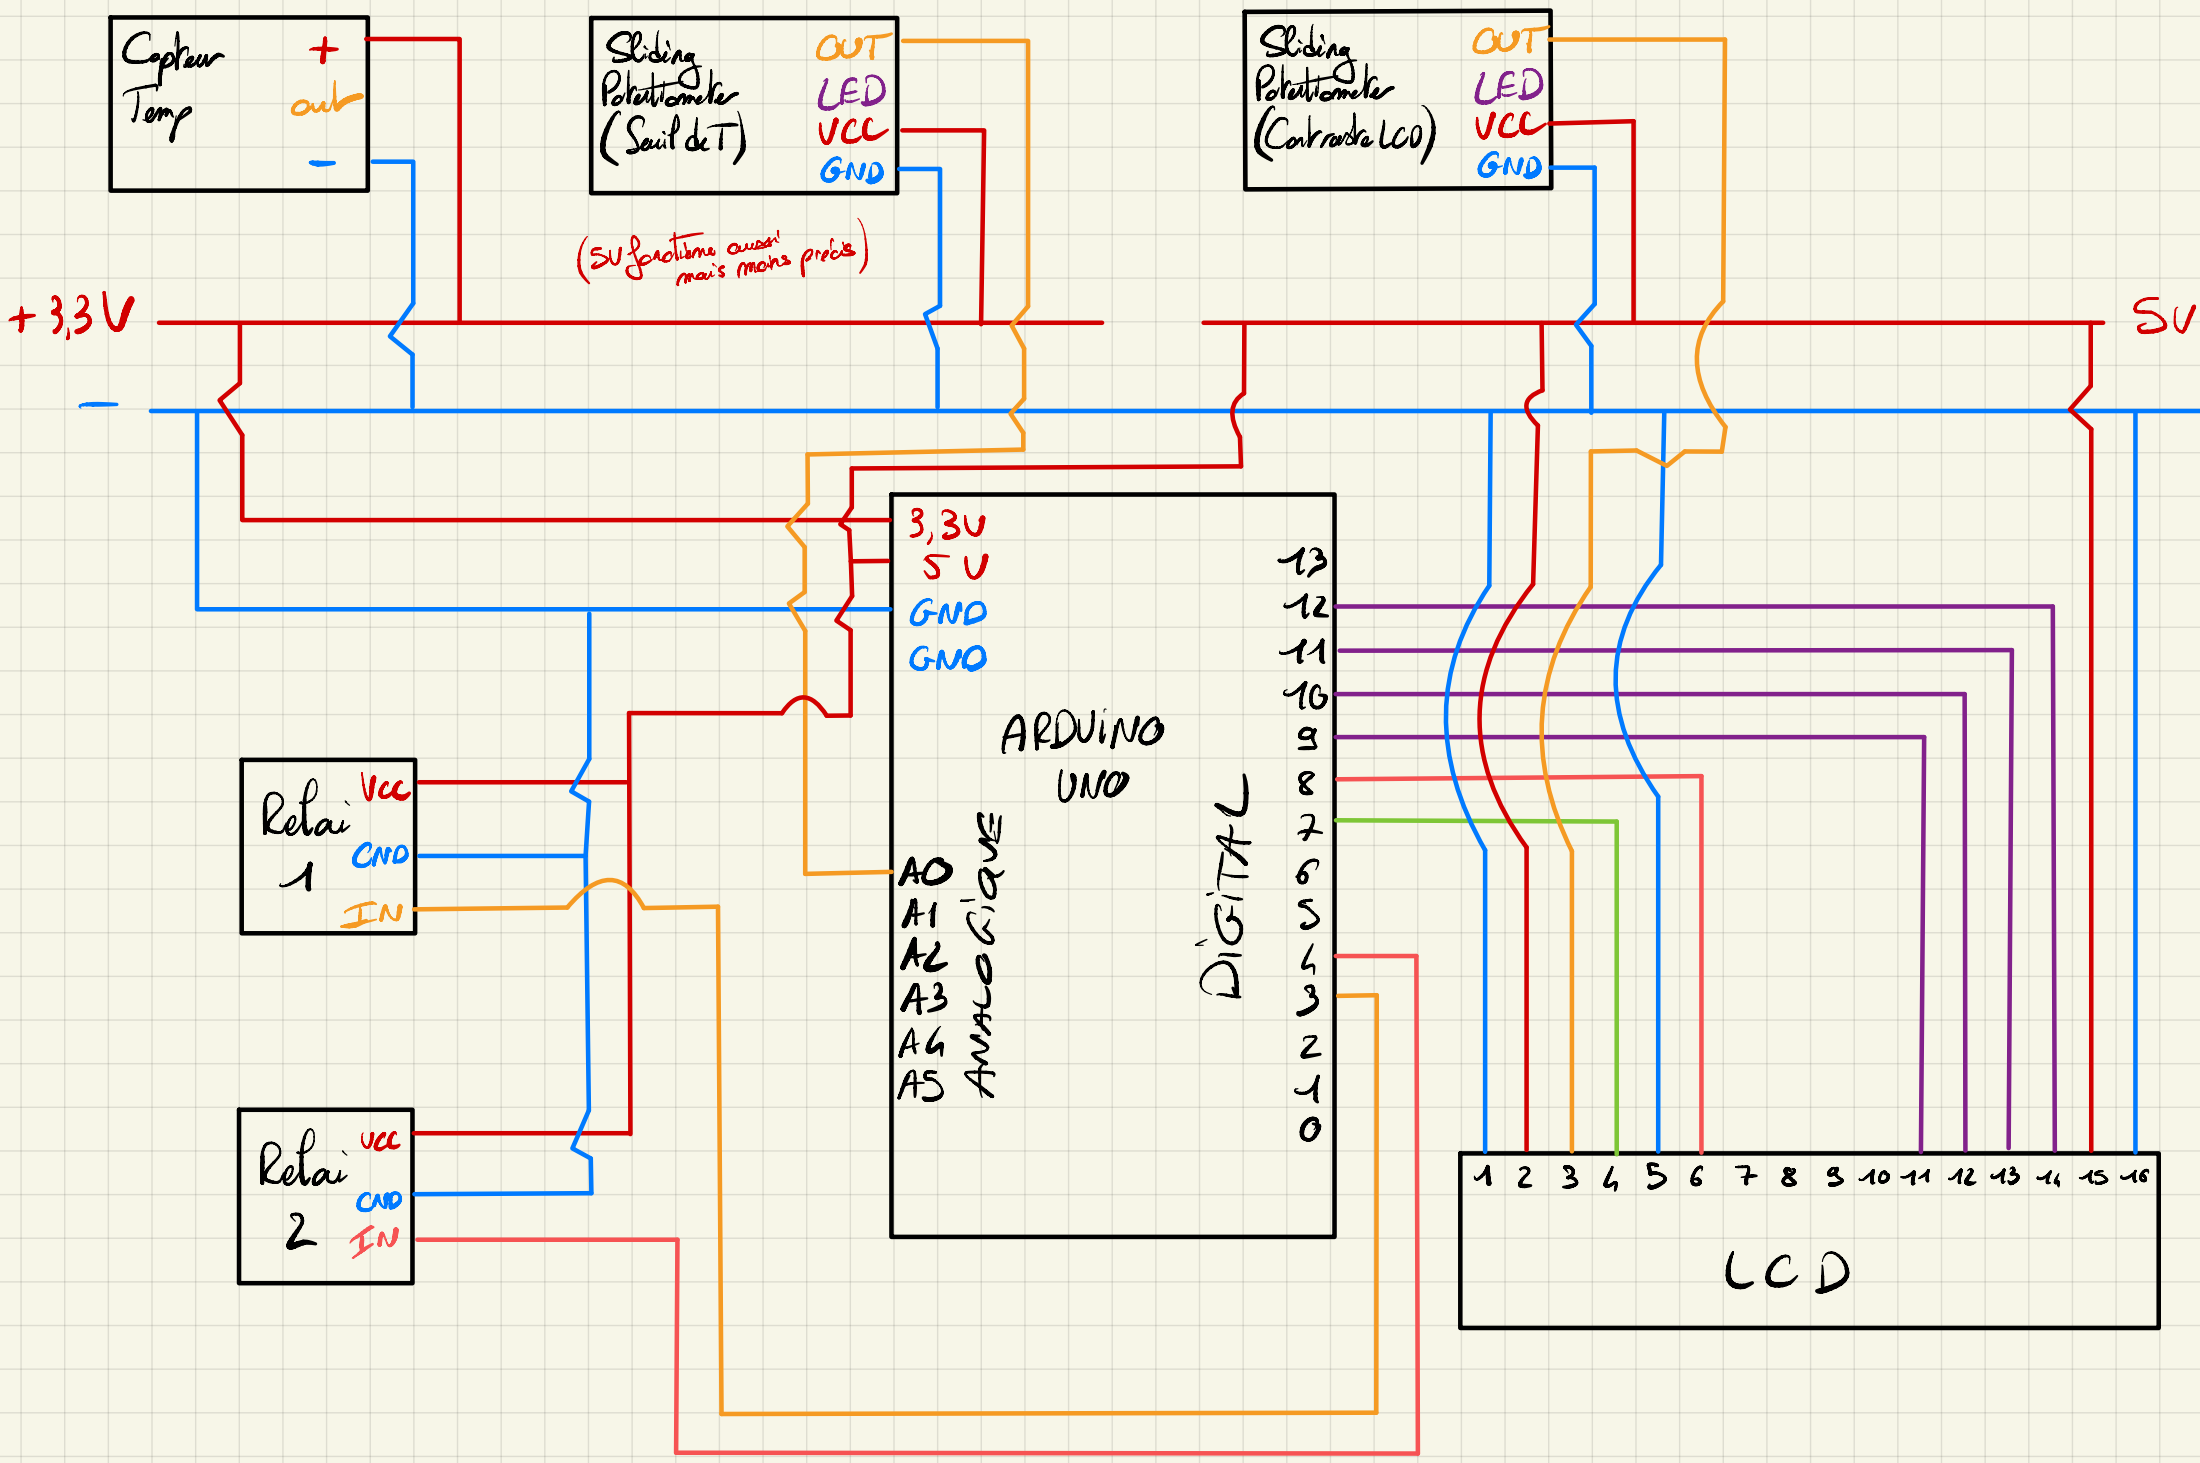 Capteur
Temp
+
out
-
Sliding
Potentiometer
(Seuil de T)
OUT
LED
VCC
GND
Sliding
Potentiometer
(Contraste LCD)
OUT
LED
VCC
GND
(5V fonctionne aussi
mais moins précis)
+ 3,3V
5V
-
3,3V
5V
GND
GND
ARDUiNO
UNO
ANALOGiQUE
A0
A1
A2
A3
A4
A5
DiGiTAL
13
12
11
10
9
8
7
6
5
4
3
2
1
0
Relai
1
Vcc
GND
IN
Relai
2
VCC
GND
IN
1 2 3 4 5 6 7 8 9 10 11 12 13 14 15 16
LCD